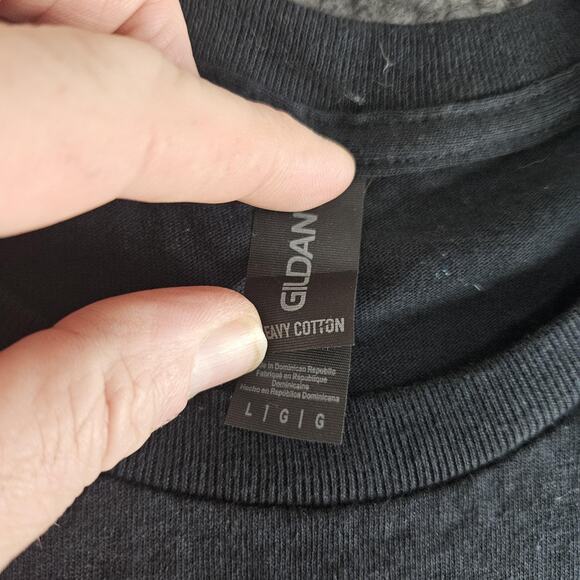 GILDAN
EAVY COTTON
in Dominican Republic
Fabriqué en République
Dominicaine
Hecho en República Dominicana
L | G | G